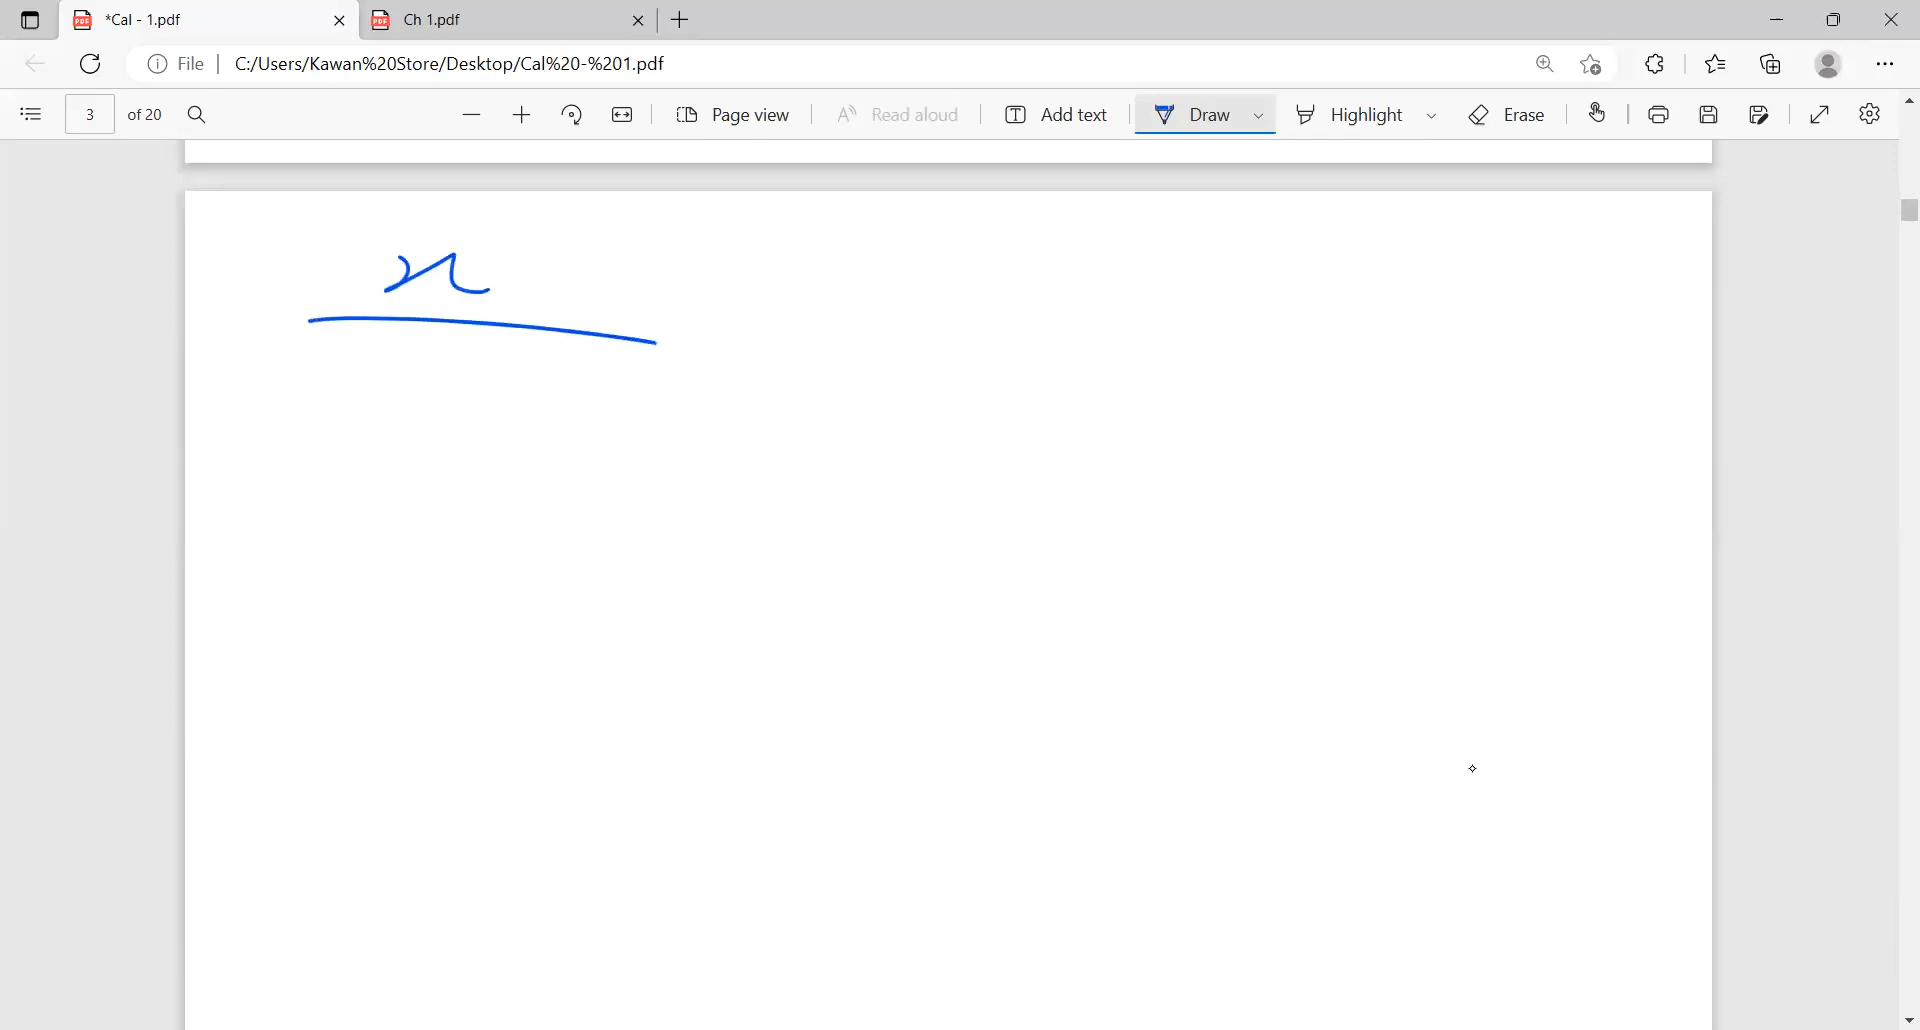 *Cal - 1.pdf
Ch 1.pdf
File | C:/Users/Kawan%20Store/Desktop/Cal%20-%201.pdf
3 of 20
Page view
Read aloud
Add text
Draw
Highlight
Erase
x